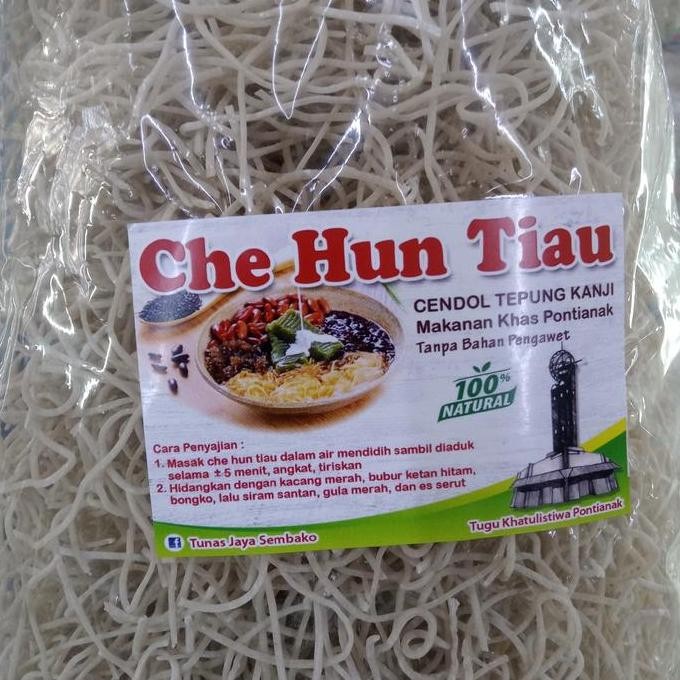 Che Hun Tiau
CENDOL TEPUNG KANJI
Makanan Khas Pontianak
Tanpa Bahan Pengawet
100%
NATURAL
Cara Penyajian :
1. Masak che hun tiau dalam air mendidih sambil diaduk
selama ± 5 menit, angkat, tiriskan
2. Hidangkan dengan kacang merah, bubur ketan hitam,
bongko, lalu siram santan, gula merah, dan es serut
f Tunas Jaya Sembako
Tugu Khatulistiwa Pontianak